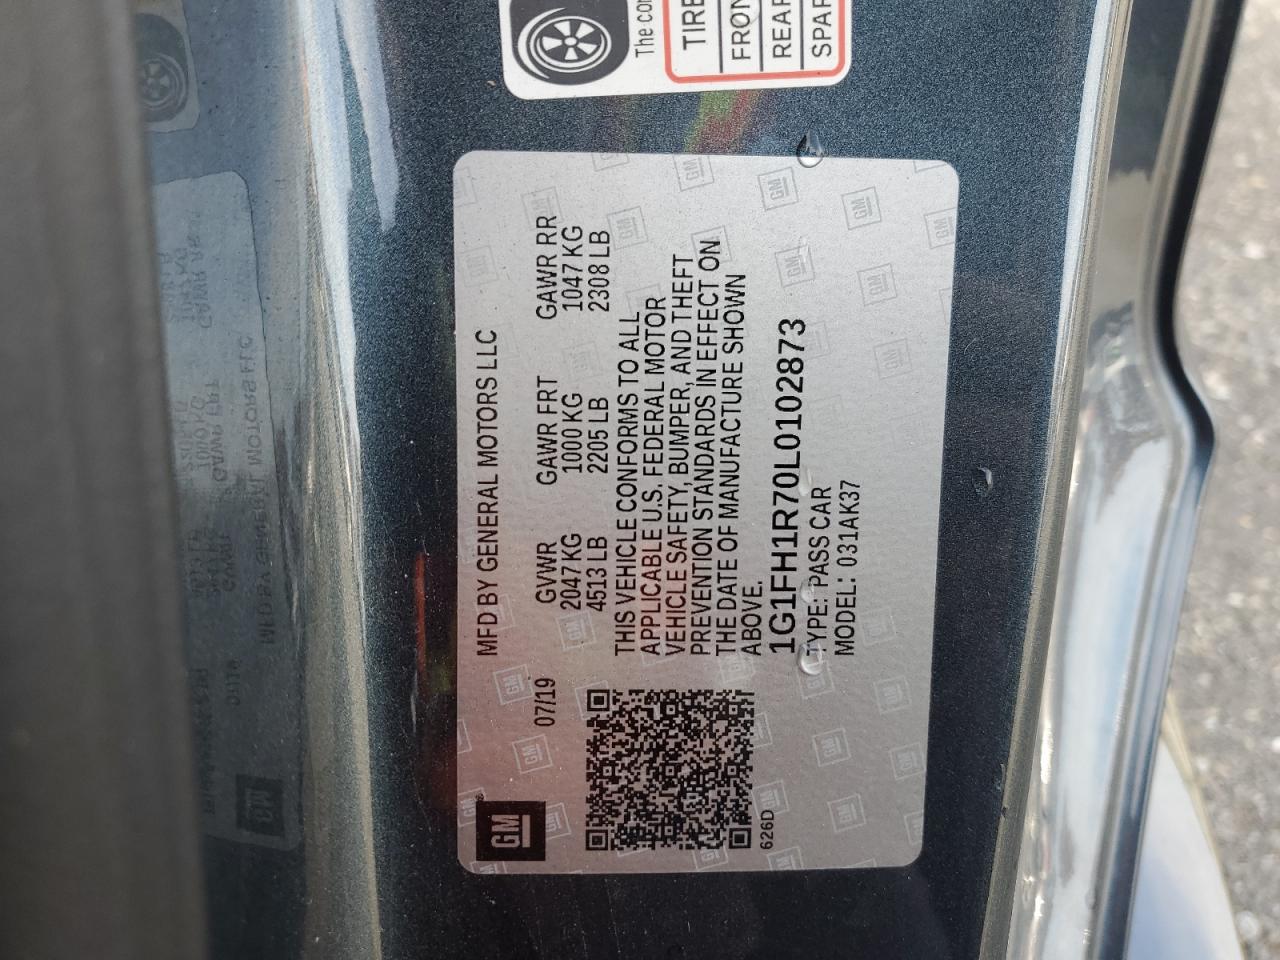 The
TIRE
FRON
REAR
SPAR
GM
07/19
626D
MFD BY GENERAL MOTORS LLC
GVWR GAWR FRT GAWR RR
2047 KG 1000 KG 1047 KG
4513 LB 2205 LB 2308 LB
THIS VEHICLE CONFORMS TO ALL
APPLICABLE U.S. FEDERAL MOTOR
VEHICLE SAFETY, BUMPER, AND THEFT
PREVENTION STANDARDS IN EFFECT ON
THE DATE OF MANUFACTURE SHOWN
ABOVE.
1G1FH1R70L0102873
TYPE: PASS CAR
MODEL: 031AK37